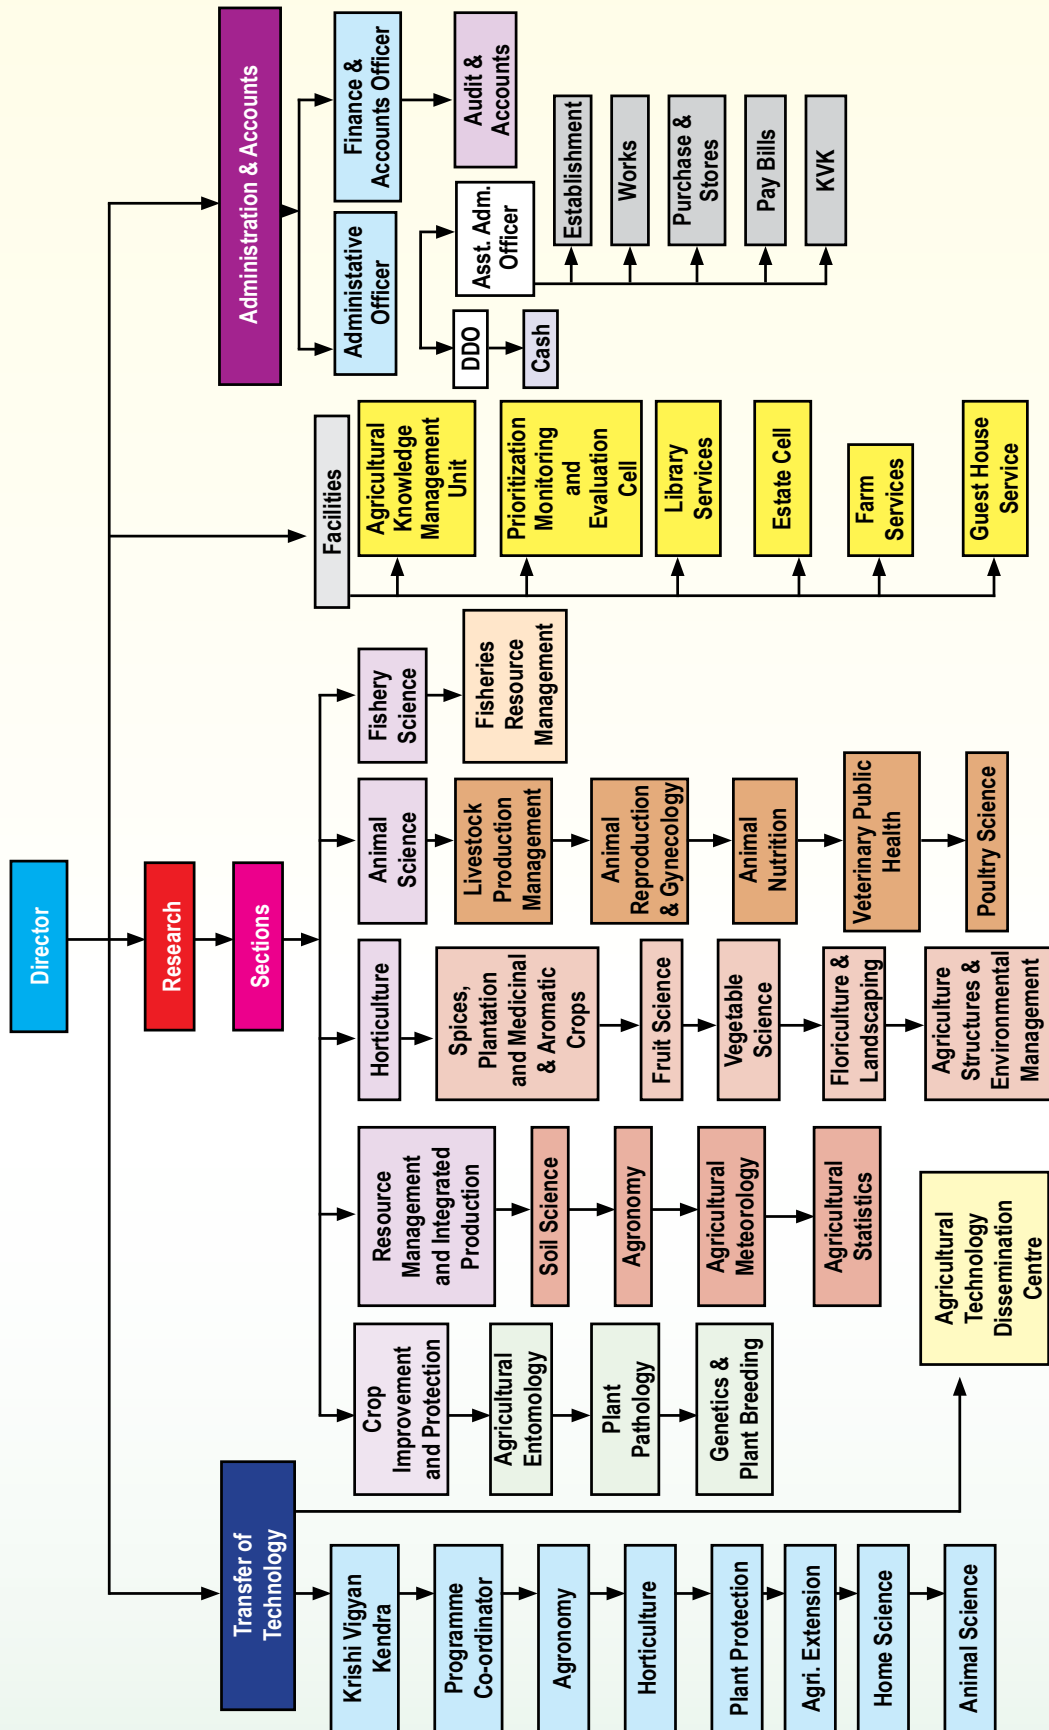 Director
Transfer of
Technology
Krishi Vigyan
Kendra
Programme
Co-ordinator
Agronomy
Horticulture
Plant Protection
Agri. Extension
Home Science
Animal Science
Agricultural
Technology
Dissemination
Centre
Research
Sections
Crop
Improvement
and Protection
Agricultural
Entomology
Plant
Pathology
Genetics &
Plant Breeding
Resource
Management
and Integrated
Production
Soil Science
Agronomy
Agricultural
Meteorology
Agricultural
Statistics
Horticulture
Spices,
Plantation
and Medicinal
& Aromatic
Crops
Fruit Science
Vegetable
Science
Floriculture &
Landscaping
Agriculture
Structures &
Environmental
Management
Animal
Science
Livestock
Production
Management
Animal
Reproduction
& Gynecology
Animal
Nutrition
Veterinary Public
Health
Poultry Science
Fishery
Science
Fisheries
Resource
Management
Facilities
Agricultural
Knowledge
Management
Unit
Prioritization
Monitoring
and
Evaluation
Cell
Library
Services
Estate Cell
Farm
Services
Guest House
Service
Administration & Accounts
Administative
Officer
DDO
Cash
Asst. Adm.
Officer
Establishment
Works
Purchase &
Stores
Pay Bills
KVK
Finance &
Accounts Officer
Audit &
Accounts